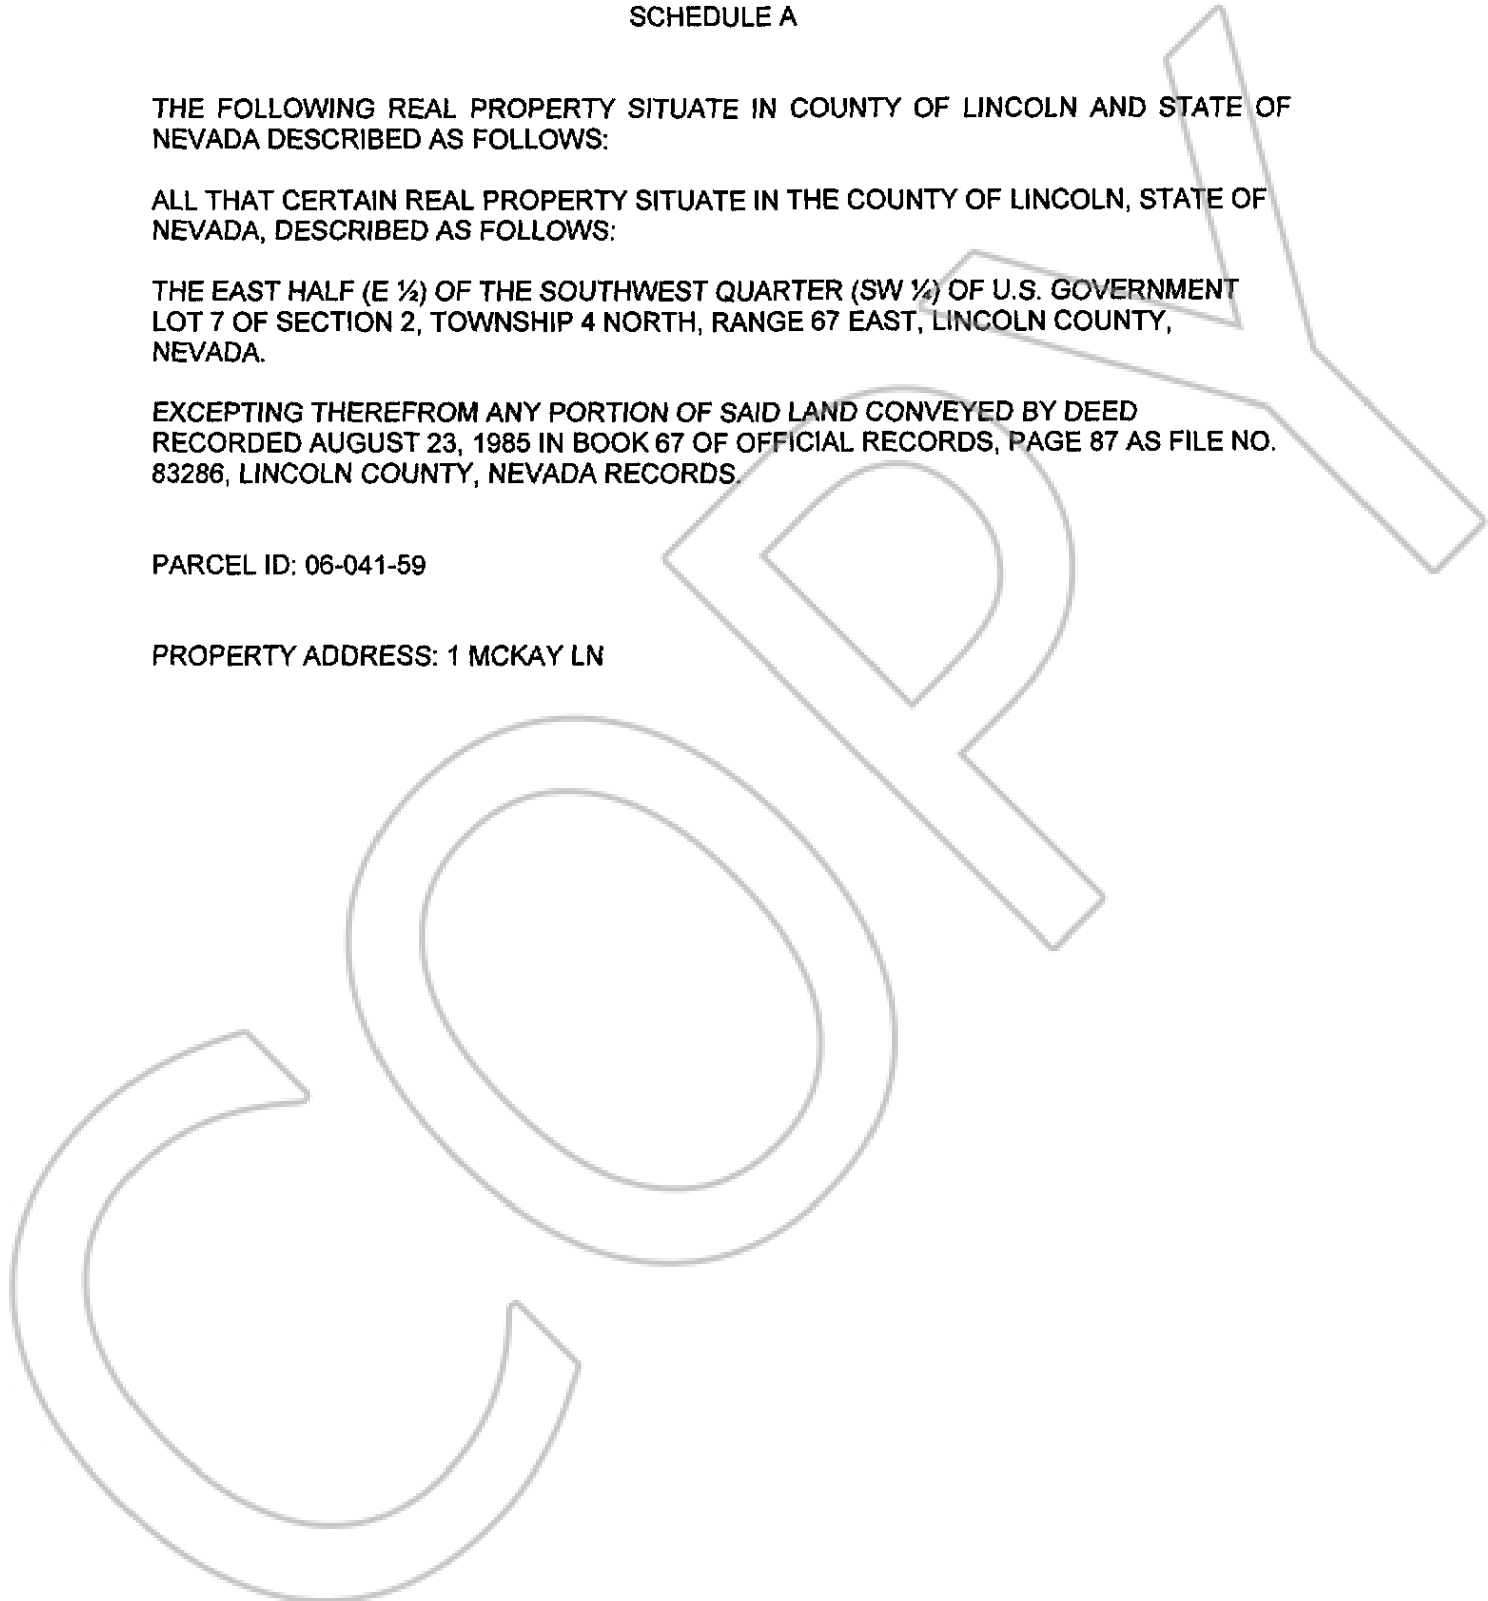 SCHEDULE A
THE FOLLOWING REAL PROPERTY SITUATE IN COUNTY OF LINCOLN AND STATE OF
NEVADA DESCRIBED AS FOLLOWS:
ALL THAT CERTAIN REAL PROPERTY SITUATE IN THE COUNTY OF LINCOLN, STATE OF
NEVADA, DESCRIBED AS FOLLOWS:
THE EAST HALF (E ½) OF THE SOUTHWEST QUARTER (SW ¼) OF U.S. GOVERNMENT
LOT 7 OF SECTION 2, TOWNSHIP 4 NORTH, RANGE 67 EAST, LINCOLN COUNTY,
NEVADA.
EXCEPTING THEREFROM ANY PORTION OF SAID LAND CONVEYED BY DEED
RECORDED AUGUST 23, 1985 IN BOOK 67 OF OFFICIAL RECORDS, PAGE 87 AS FILE NO.
83286, LINCOLN COUNTY, NEVADA RECORDS.
PARCEL ID: 06-041-59
PROPERTY ADDRESS: 1 MCKAY LN
COPY